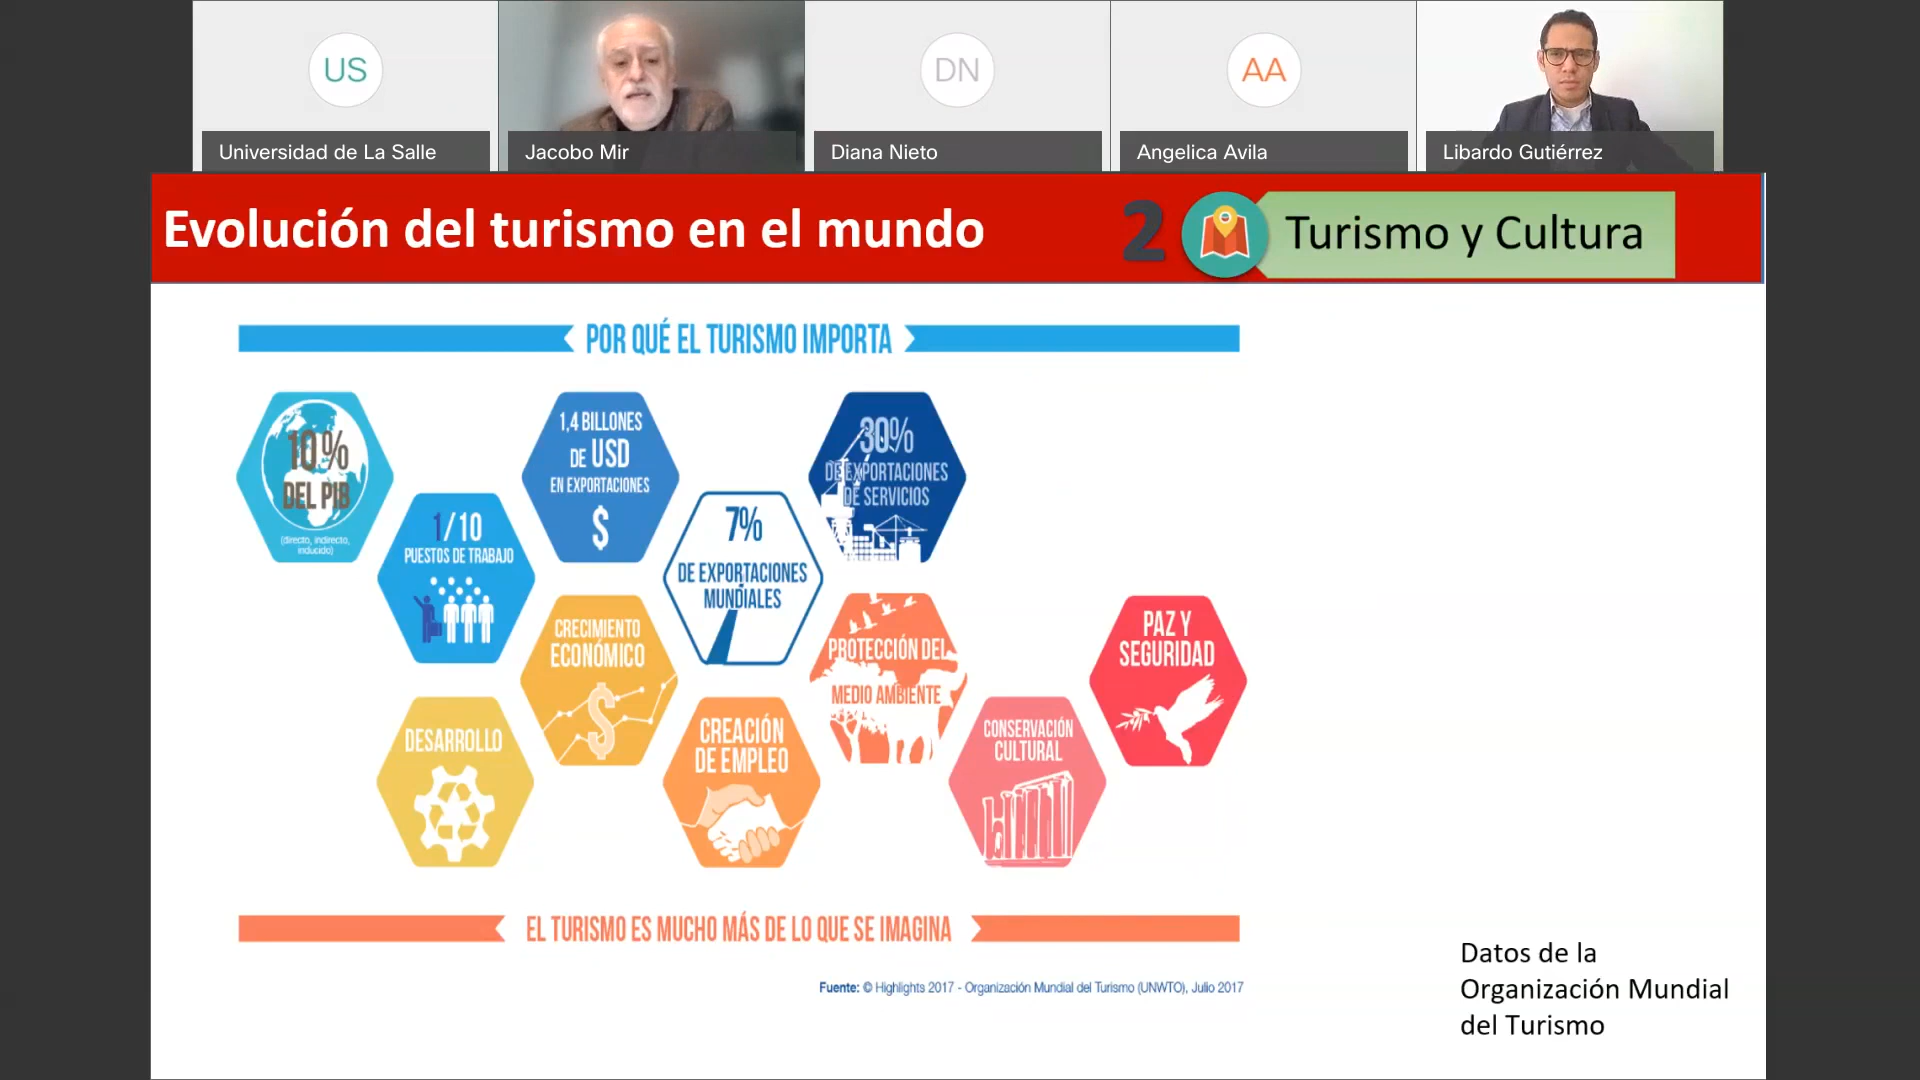 US
DN
AA
Universidad de La Salle
Jacobo Mir
Diana Nieto
Angelica Avila
Libardo Gutiérrez
Evolución del turismo en el mundo
2
Turismo y Cultura
POR QUÉ EL TURISMO IMPORTA
10%
DEL PIB
(directo, indirecto,
inducido)
1/10
PUESTOS DE TRABAJO
1,4 BILLONES
DE USD
EN EXPORTACIONES
$
7%
DE EXPORTACIONES
MUNDIALES
30%
DE EXPORTACIONES
DE SERVICIOS
DESARROLLO
CRECIMIENTO
ECONÓMICO
$
CREACIÓN
DE EMPLEO
PROTECCIÓN DEL
MEDIO AMBIENTE
CONSERVACIÓN
CULTURAL
PAZ Y
SEGURIDAD
EL TURISMO ES MUCHO MÁS DE LO QUE SE IMAGINA
Fuente: © Highlights 2017 - Organización Mundial del Turismo (UNWTO), Julio 2017
Datos de la
Organización Mundial
del Turismo